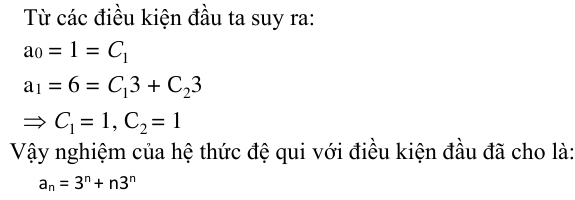 Từ các điều kiện đầu ta suy ra:
a₀ = 1 = C₁
a₁ = 6 = C₁3 + C₂3
⇒ C₁ = 1, C₂ = 1
Vậy nghiệm của hệ thức đệ qui với điều kiện đầu đã cho là:
aₙ = 3ⁿ + n3ⁿ